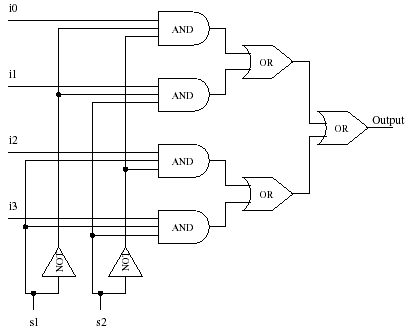 i0
AND
OR
i1
AND
OR
Output
i2
AND
OR
i3
AND
NOT
NOT
s1
s2